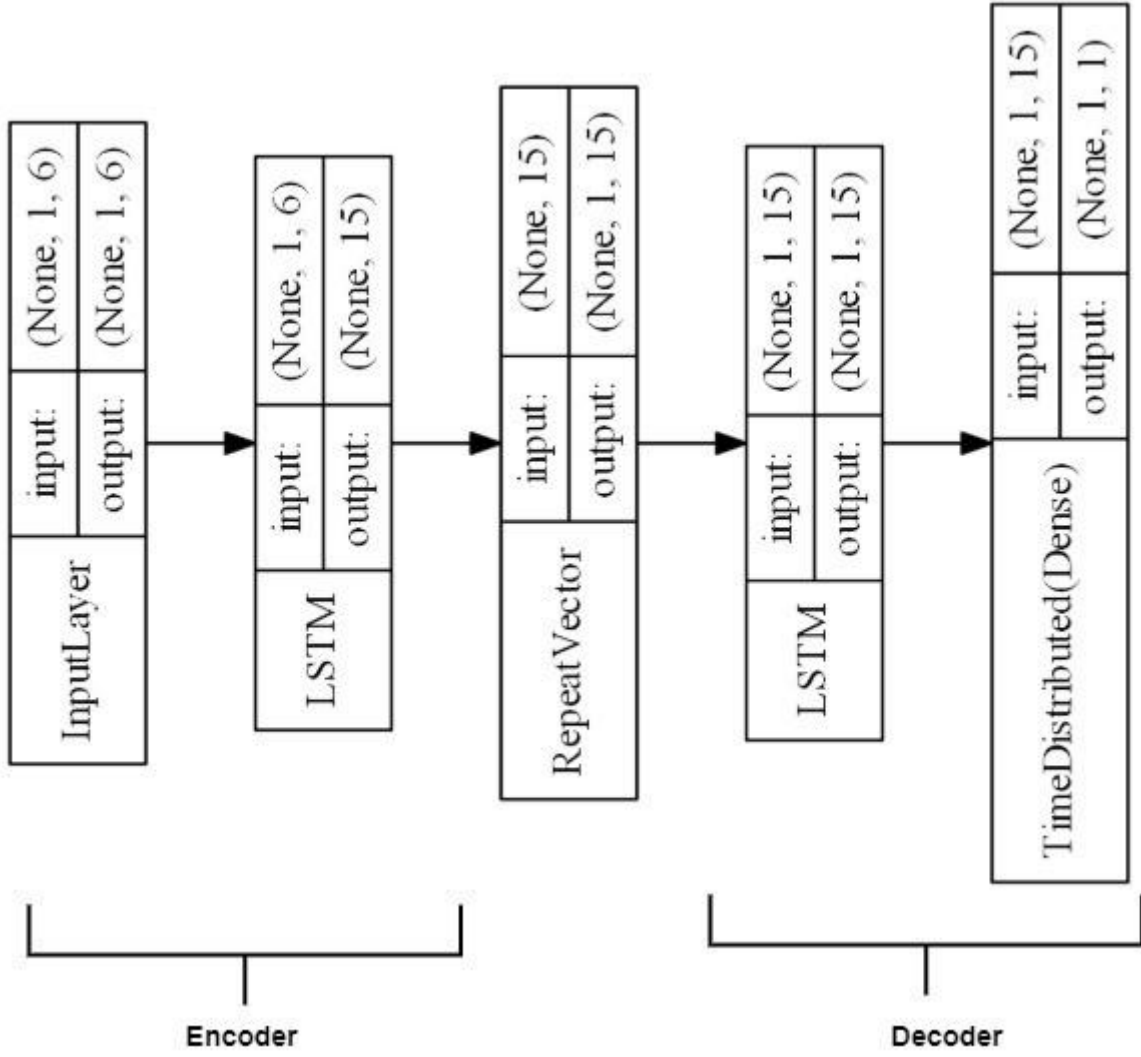 InputLayer
input:
(None, 1, 6)
output:
(None, 1, 6)
LSTM
input:
(None, 1, 6)
output:
(None, 15)
RepeatVector
input:
(None, 15)
output:
(None, 1, 15)
LSTM
input:
(None, 1, 15)
output:
(None, 1, 15)
TimeDistributed(Dense)
input:
(None, 1, 15)
output:
(None, 1, 1)
Encoder
Decoder